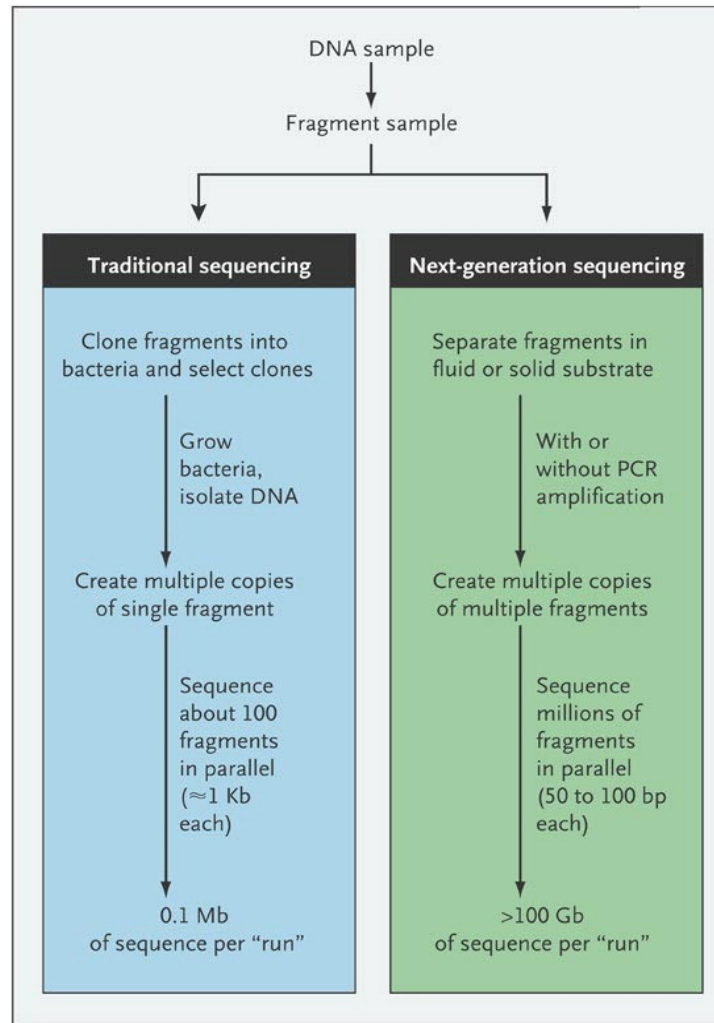 DNA sample
Fragment sample
Traditional sequencing
Clone fragments into
bacteria and select clones
Grow
bacteria,
isolate DNA
Create multiple copies
of single fragment
Sequence
about 100
fragments
in parallel
(≈1 Kb
each)
0.1 Mb
of sequence per “run”
Next-generation sequencing
Separate fragments in
fluid or solid substrate
With or
without PCR
amplification
Create multiple copies
of multiple fragments
Sequence
millions of
fragments
in parallel
(50 to 100 bp
each)
>100 Gb
of sequence per “run”